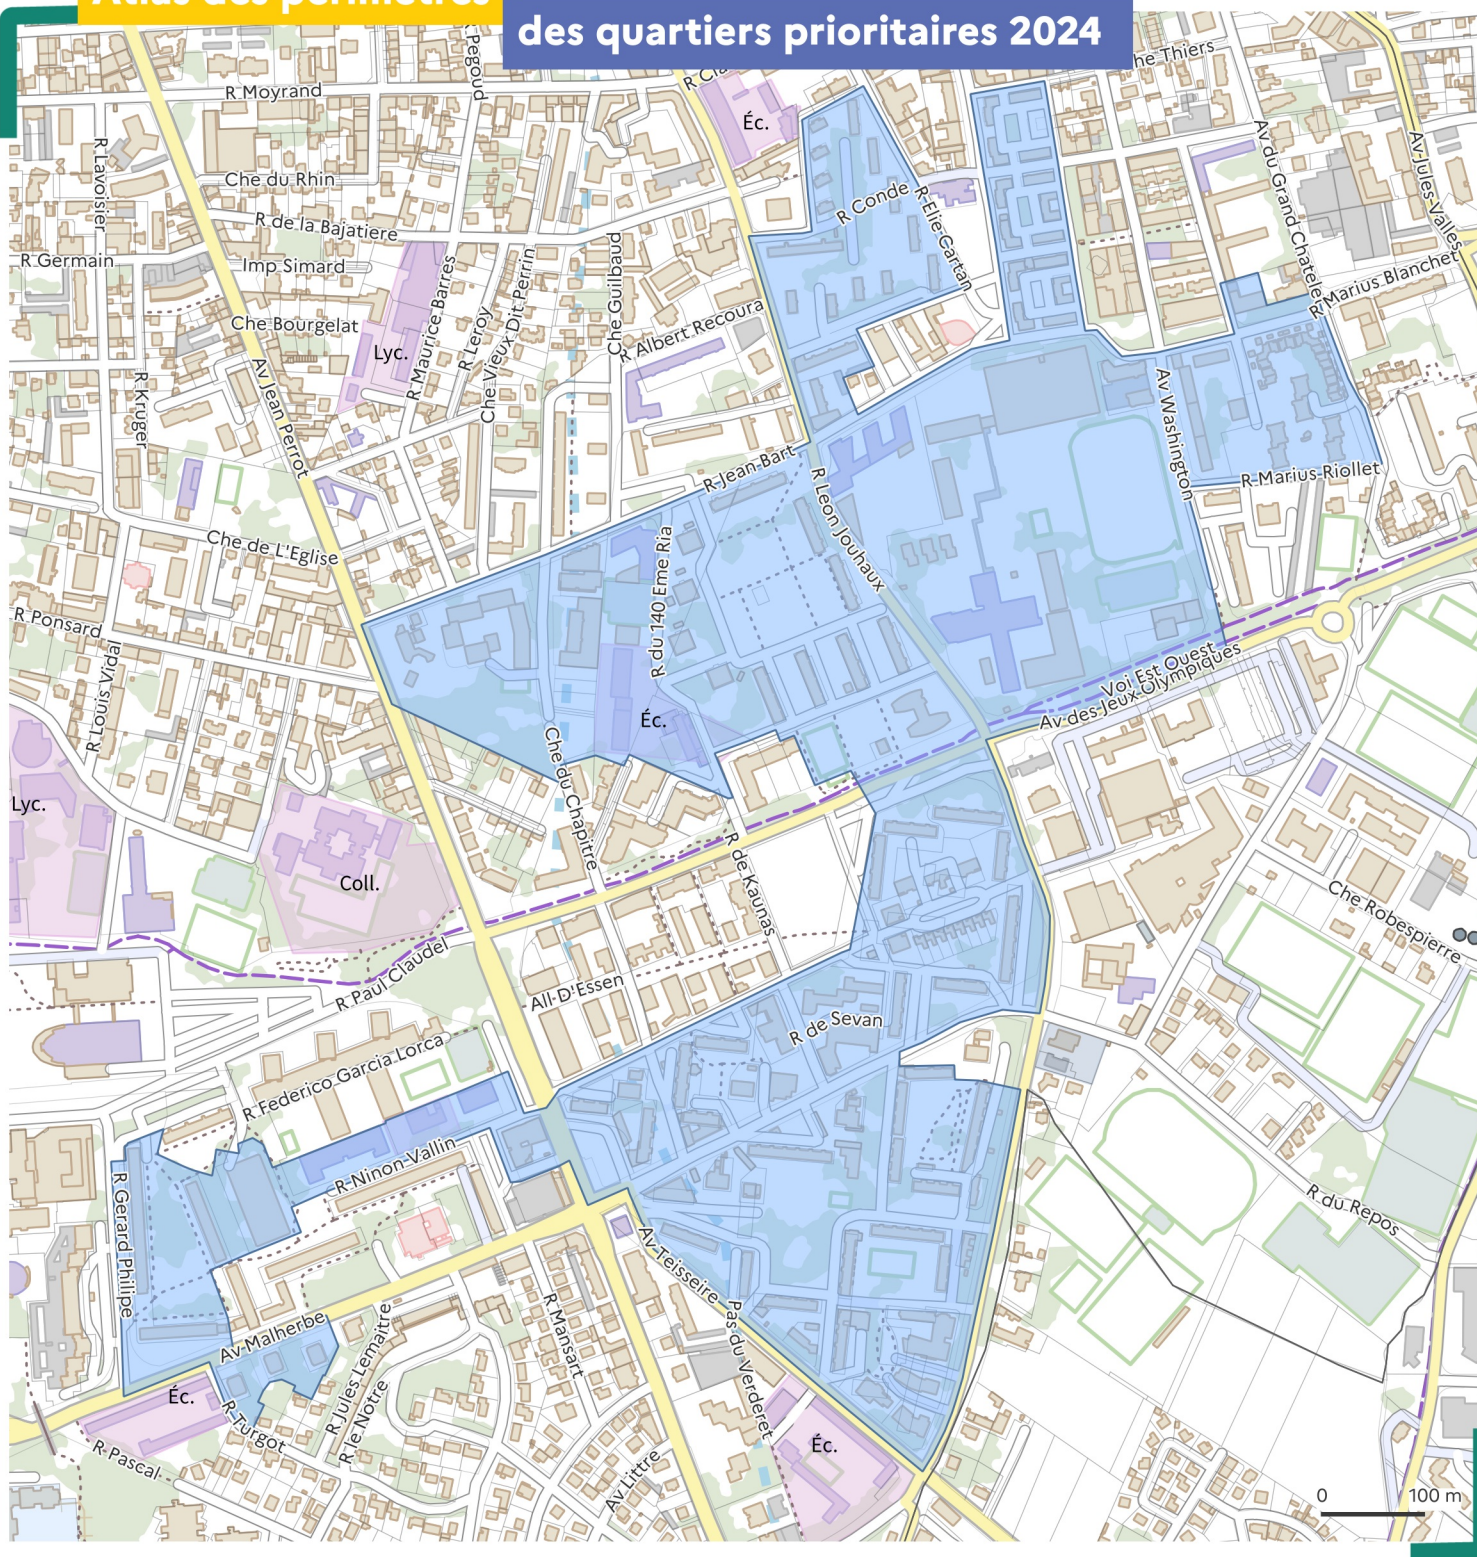 Atlas des périmètres
des quartiers prioritaires 2024
he Thiers
R Pegoud
R Cla
R Moyrand
Éc.
R Lavoisier
Av du Grand Chatelet
Av Jules Valles
Che du Rhin
R Conde
R Elie Cartan
R de la Bajatiere
R Germain
Imp Simard
R Maurice Barres
Che Vieux Dit Perrin
Che Guilbaud
R Marius Blanchet
Che Bourgelat
R Leroy
R Albert Recoura
Lyc.
R Kruger
Av Jean Perrot
Av Washington
R Jean Bart
R Marius Riollet
R Leon Jouhaux
Che de L'Eglise
R du 140 Eme Ria
R Ponsard
R Louis Vidal
Voi Est Ouest
Av des Jeux Olympiques
Éc.
Che du Chapitre
Lyc.
R de Kaunas
Coll.
Che Robespierre
R Paul Claudel
All D'Essen
R de Sevan
R Federico Garcia Lorca
R Ninon Vallin
R Gerard Philipe
R du Repos
Av Teisseire
Av Malherbe
R Mansart
Pas du Verderet
R Jules Lemaitre
R le Notre
Éc.
R Turgot
R Pascal
Éc.
Av Littre
0 100 m